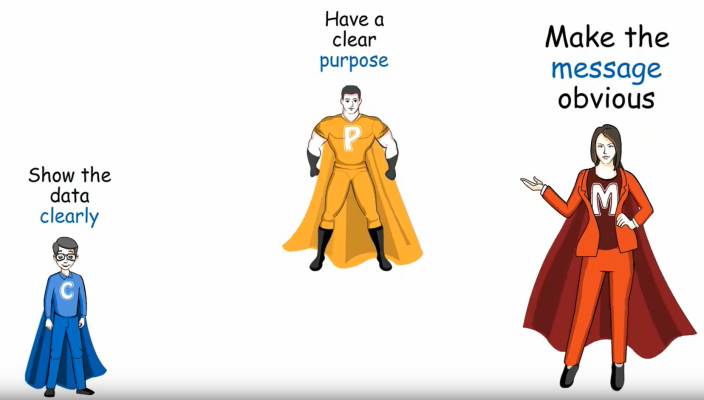 Show the
data
clearly
C
Have a
clear
purpose
P
Make the
message
obvious
M